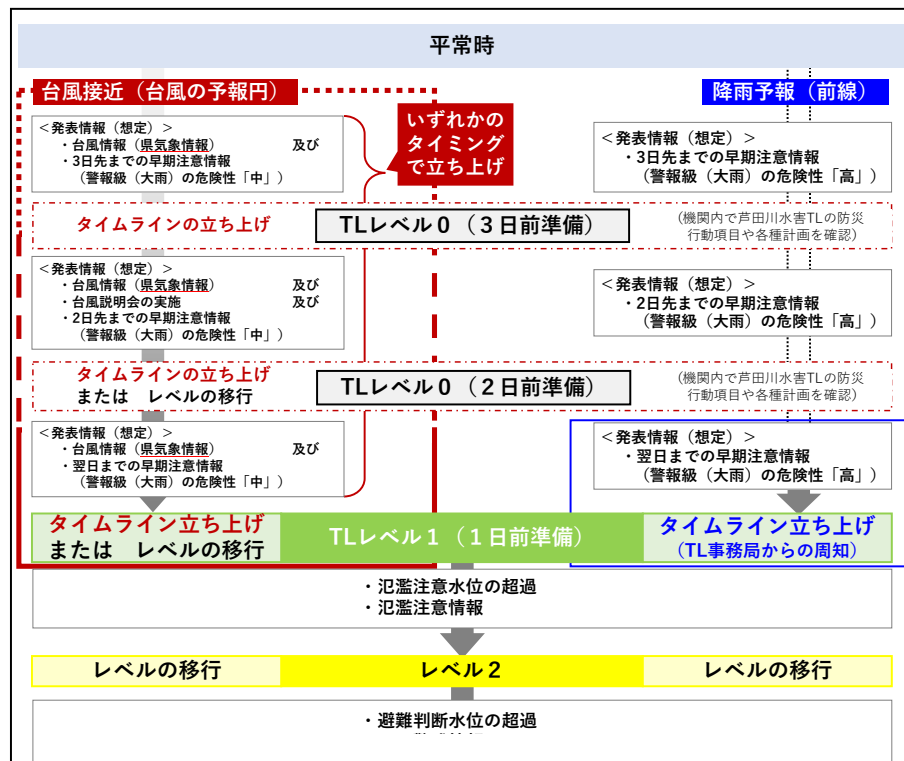 平常時
台風接近（台風の予報円）
＜発表情報（想定）＞
・台風情報（県気象情報） 及び
・3日先までの早期注意情報
（警報級（大雨）の危険性「中」）
いずれかの
タイミング
で立ち上げ
降雨予報（前線）
＜発表情報（想定）＞
・3日先までの早期注意情報
（警報級（大雨）の危険性「高」）
タイムラインの立ち上げ
TLレベル０（３日前準備）
(機関内で芦田川水害TLの防災
行動項目や各種計画を確認）
＜発表情報（想定）＞
・台風情報（県気象情報） 及び
・台風説明会の実施 及び
・2日先までの早期注意情報
（警報級（大雨）の危険性「中」）
＜発表情報（想定）＞
・2日先までの早期注意情報
（警報級（大雨）の危険性「高」）
タイムラインの立ち上げ
または　レベルの移行
TLレベル０（２日前準備）
(機関内で芦田川水害TLの防災
行動項目や各種計画を確認）
＜発表情報（想定）＞
・台風情報（県気象情報） 及び
・翌日までの早期注意情報
（警報級（大雨）の危険性「中」）
＜発表情報（想定）＞
・翌日までの早期注意情報
（警報級（大雨）の危険性「高」）
タイムライン立ち上げ
または　レベルの移行
TLレベル１（１日前準備）
タイムライン立ち上げ
（TL事務局からの周知）
・氾濫注意水位の超過
・氾濫注意情報
レベルの移行
レベル２
レベルの移行
・避難判断水位の超過